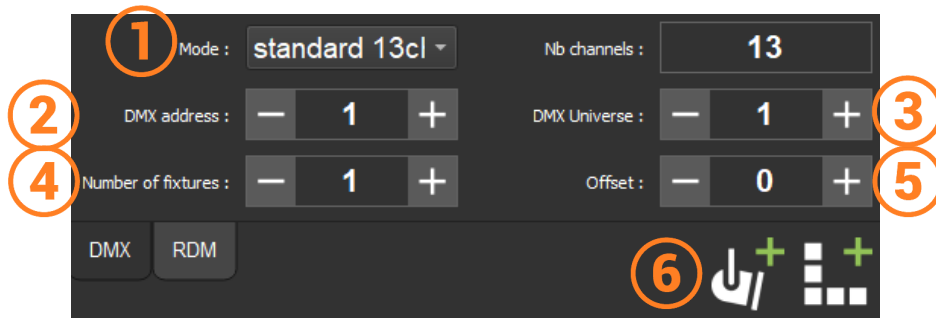 1 Mode : standard 13cl Nb channels : 13
2 DMX address : − 1 + DMX Universe : − 1 + 3
4 Number of fixtures : − 1 + Offset : − 0 + 5
DMX RDM
6